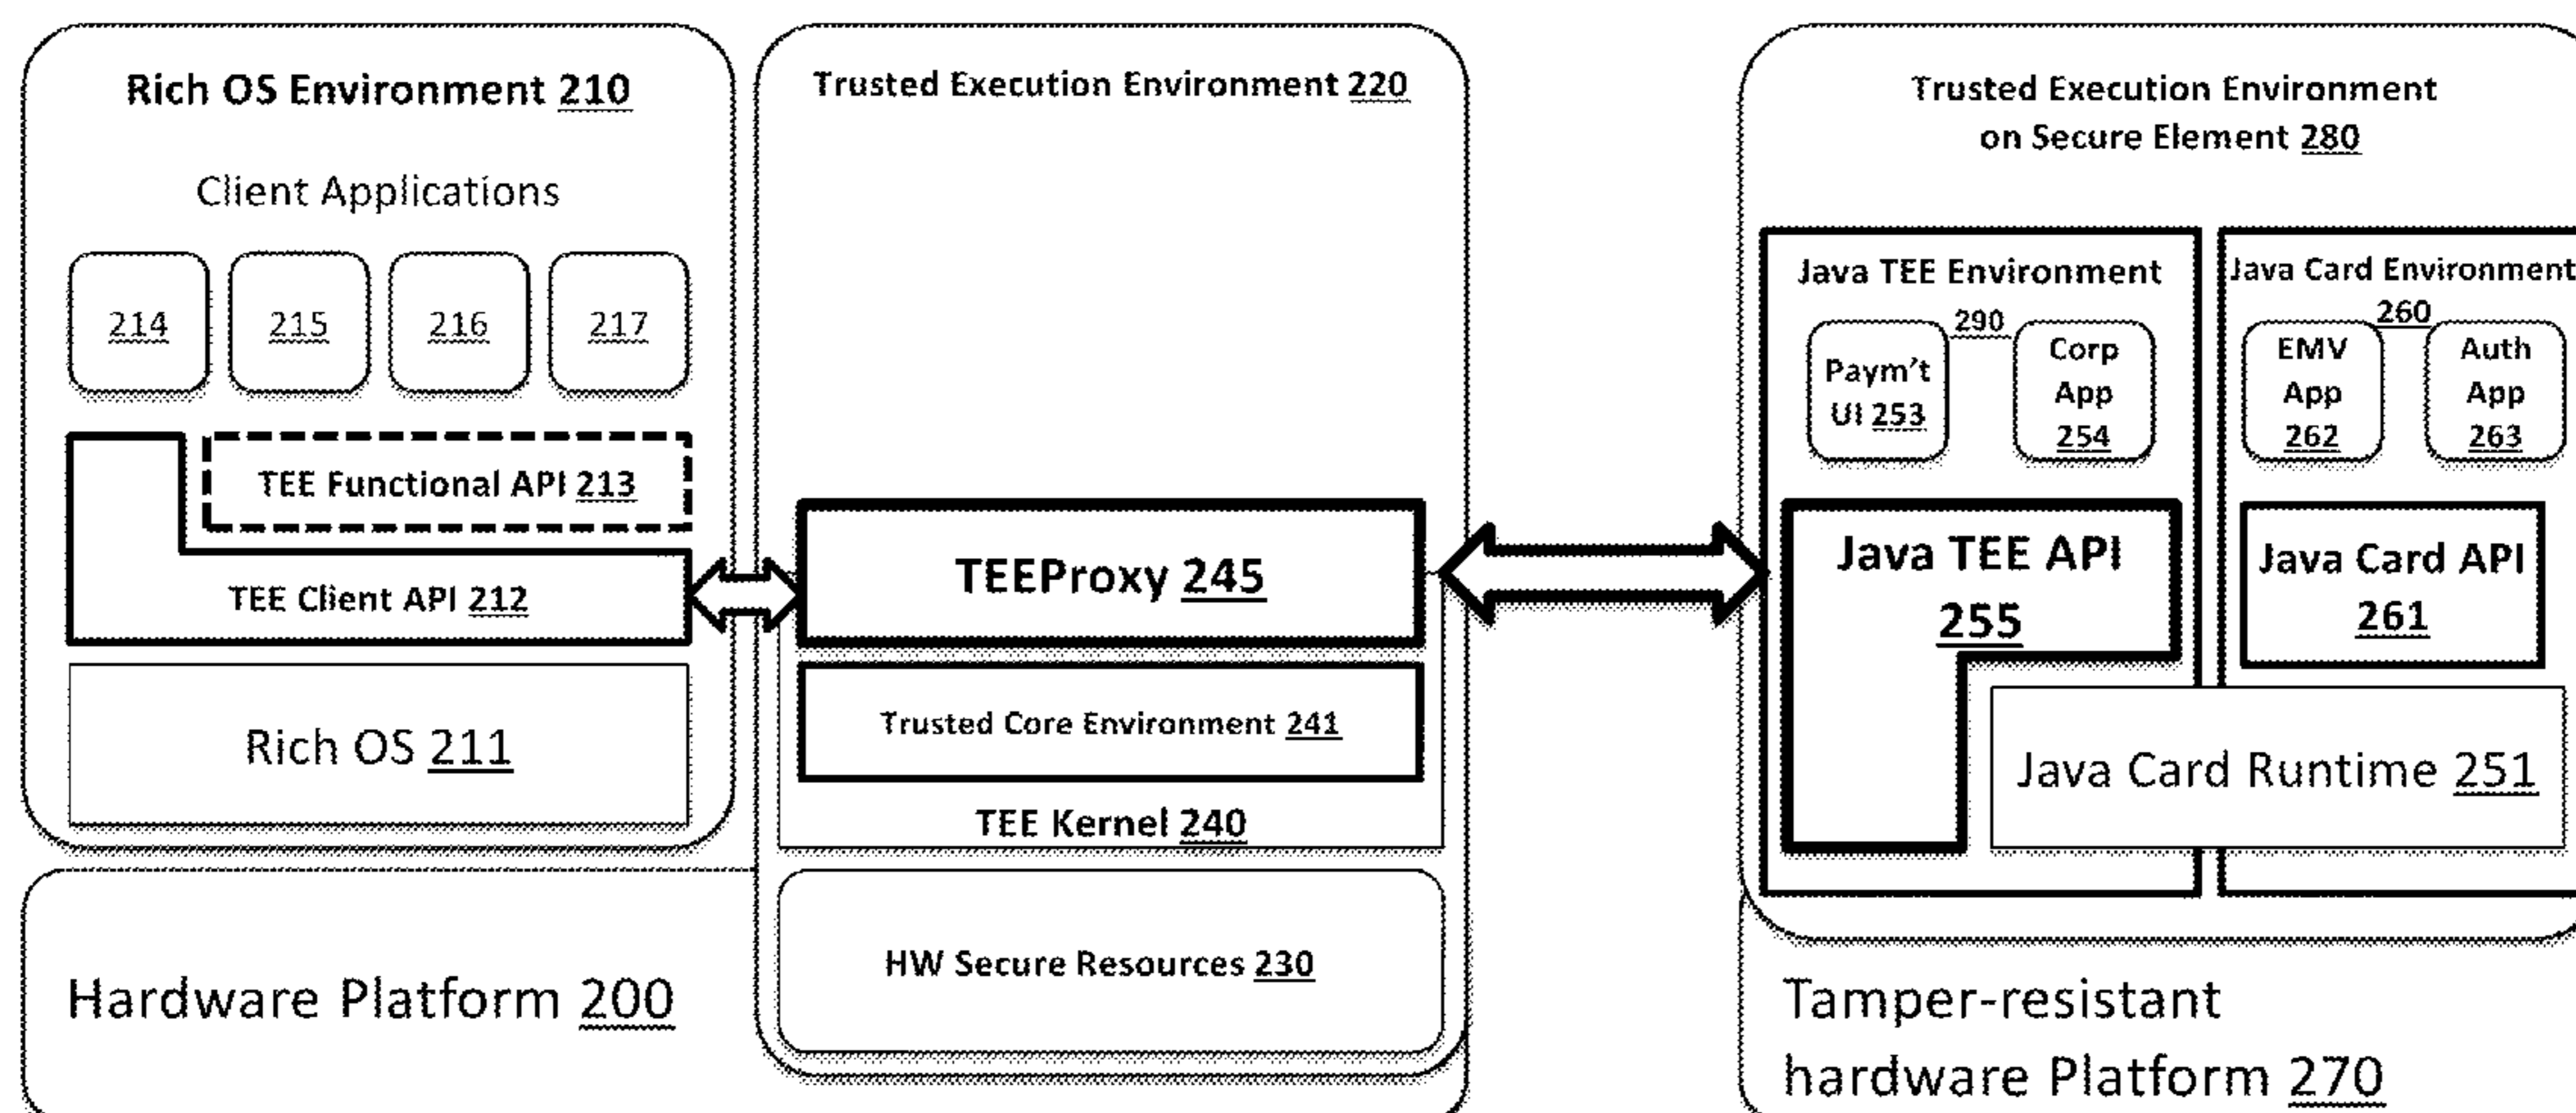 Rich OS Environment 210
Client Applications
214
215
216
217
TEE Functional API 213
TEE Client API 212
Rich OS 211
Hardware Platform 200
Trusted Execution Environment 220
TEEProxy 245
Trusted Core Environment 241
TEE Kernel 240
HW Secure Resources 230
Trusted Execution Environment
on Secure Element 280
Java TEE Environment
290
Paym't
UI 253
Corp
App
254
Java TEE API
255
Java Card Environment
260
EMV
App
262
Auth
App
263
Java Card API
261
Java Card Runtime 251
Tamper-resistant
hardware Platform 270